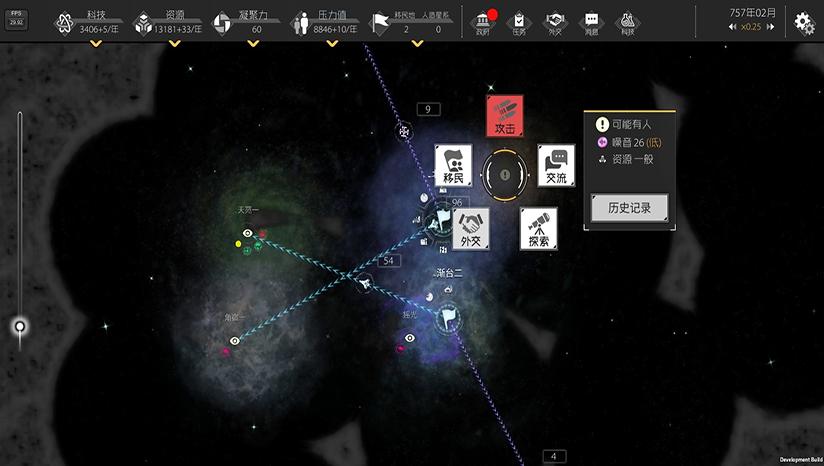 FPS
29.92
科技
3406+5/年
资源
13181+33/年
凝聚力
60
压力值
8846+10/年
移民地
2
人造星系
0
政府
任务
外交
消息
科技
757年02月
×0.25
9
攻击
移民
交流
外交
探索
可能有人
噪音 26 (低)
资源 一般
历史记录
96
天苑一
54
渐台二
角宿一
摇光
4
Development Build